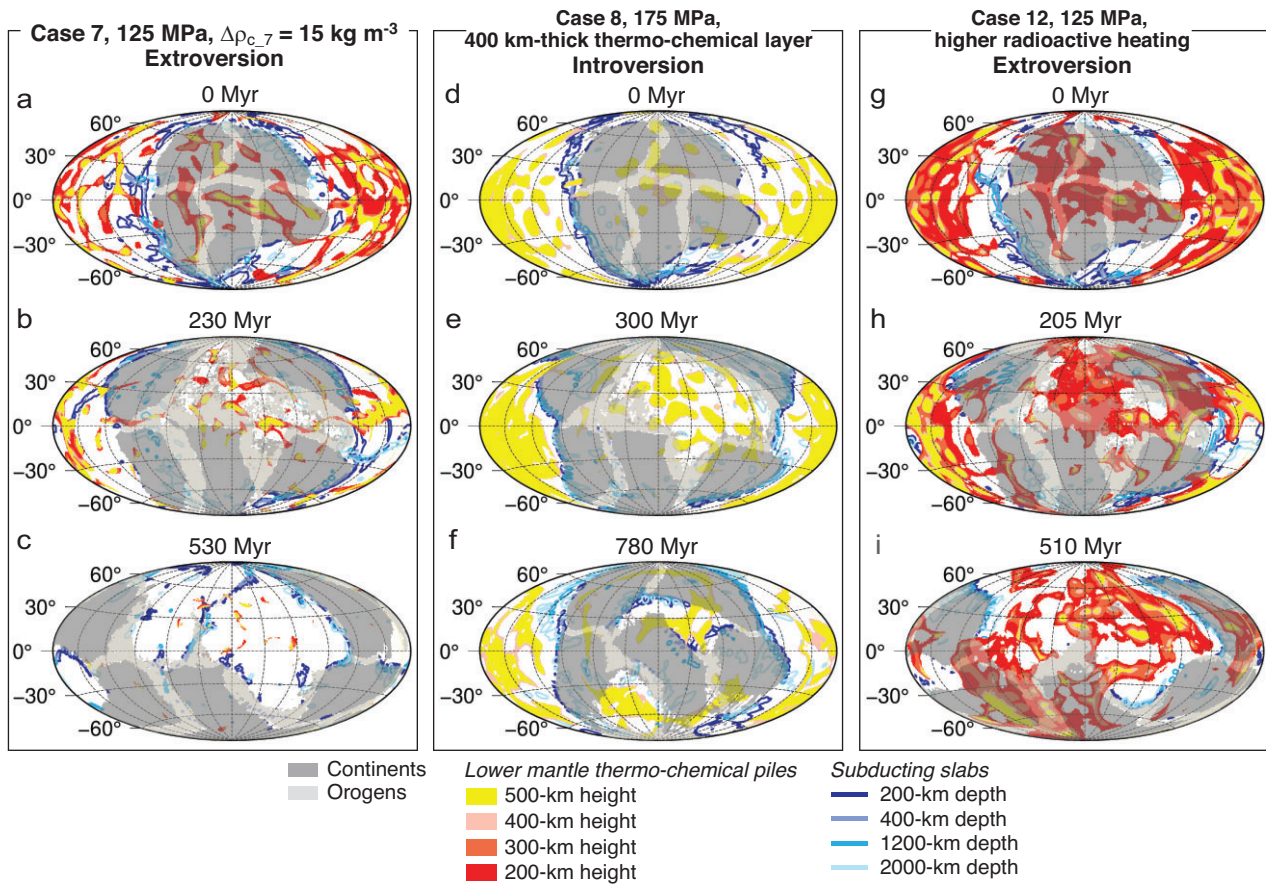 Case 7, 125 MPa, Δρc_7 = 15 kg m-3
Extroversion
a
0 Myr
60°
30°
0°
−30°
−60°
b
230 Myr
60°
30°
0°
−30°
−60°
c
530 Myr
60°
30°
0°
−30°
−60°
Case 8, 175 MPa,
400 km-thick thermo-chemical layer
Introversion
d
0 Myr
60°
30°
0°
−30°
−60°
e
300 Myr
60°
30°
0°
−30°
−60°
f
780 Myr
60°
30°
0°
−30°
−60°
Case 12, 125 MPa,
higher radioactive heating
Extroversion
g
0 Myr
60°
30°
0°
−30°
−60°
h
205 Myr
60°
30°
0°
−30°
−60°
i
510 Myr
60°
30°
0°
−30°
−60°
Continents
Orogens
Lower mantle thermo-chemical piles
500-km height
400-km height
300-km height
200-km height
Subducting slabs
200-km depth
400-km depth
1200-km depth
2000-km depth